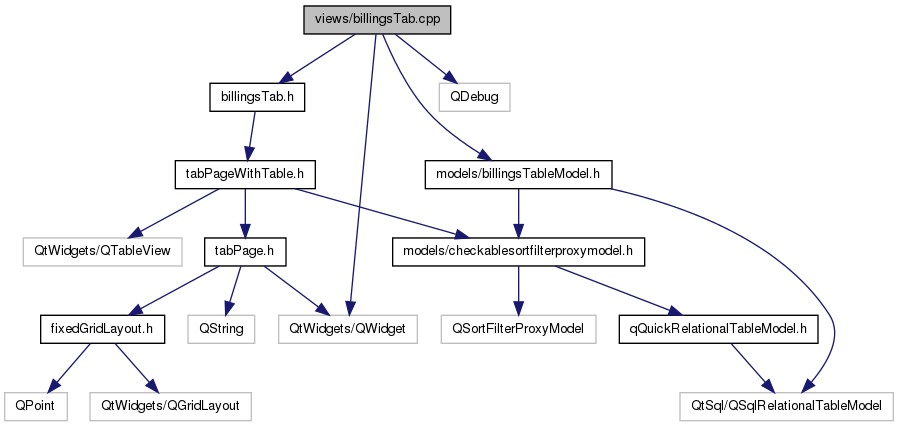 views/billingsTab.cpp
billingsTab.h
QDebug
tabPageWithTable.h
models/billingsTableModel.h
QtWidgets/QTableView
tabPage.h
models/checkablesortfilterproxymodel.h
fixedGridLayout.h
QString
QtWidgets/QWidget
QSortFilterProxyModel
qQuickRelationalTableModel.h
QPoint
QtWidgets/QGridLayout
QtSql/QSqlRelationalTableModel